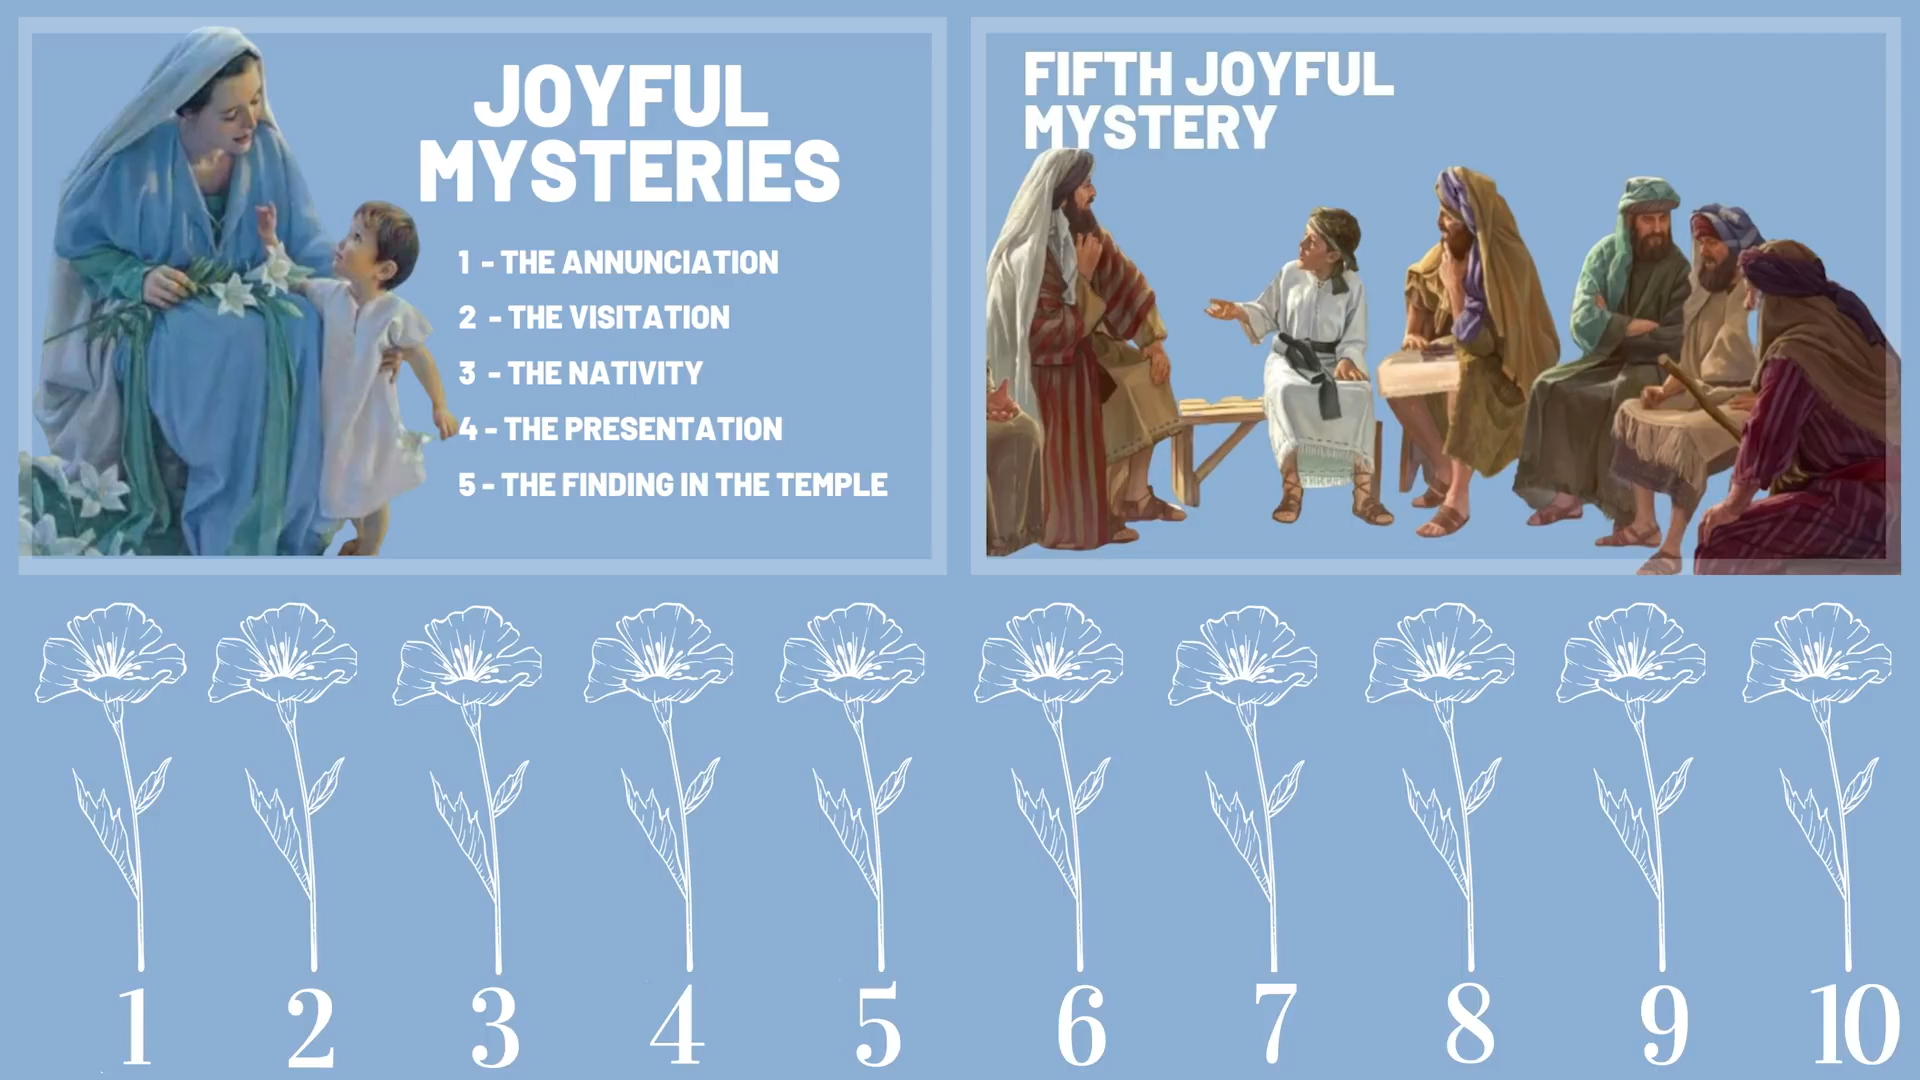 JOYFUL
MYSTERIES
1 - THE ANNUNCIATION
2 - THE VISITATION
3 - THE NATIVITY
4 - THE PRESENTATION
5 - THE FINDING IN THE TEMPLE
FIFTH JOYFUL
MYSTERY
1 2 3 4 5 6 7 8 9 10